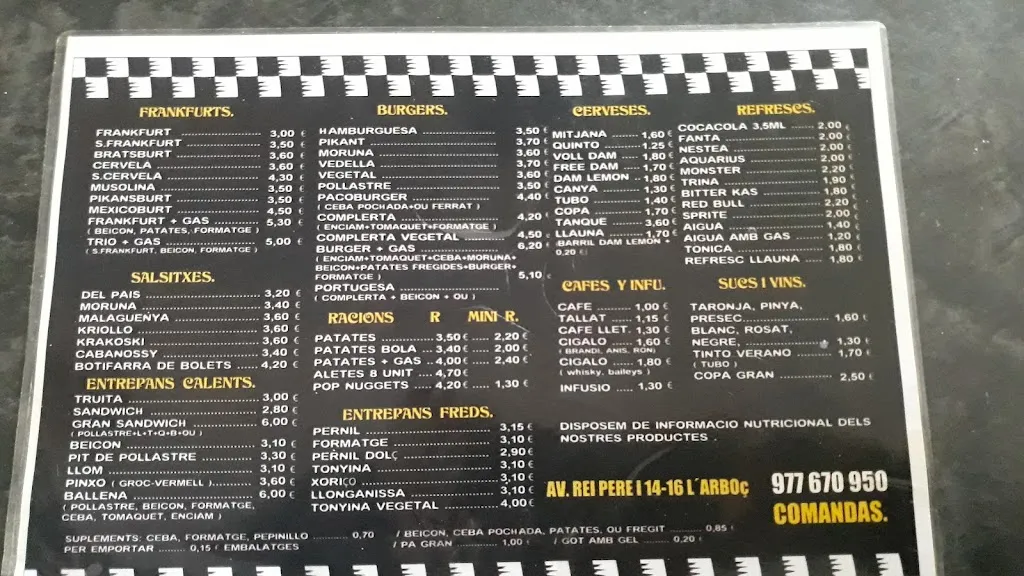 FRANKFURTS.
FRANKFURT ........ 3,00 €
S.FRANKFURT ........ 3,50 €
BRATSBURT ........ 3,60 €
CERVELA ........ 3,60 €
S.CERVELA ........ 4,30 €
MUSOLINA ........ 3,50 €
PIKANSBURT ........ 3,50 €
MEXICOBURT ........ 4,50 €
FRANKFURT + GAS ........ 5,30 €
( BEICON, PATATES, FORMATGE )
TRIO + GAS ........ 5,00 €
( S.FRANKFURT, BEICON, FORMATGE )
SALSITXES.
DEL PAIS ........ 3,20 €
MORUNA ........ 3,40 €
MALAGUENYA ........ 3,60 €
KRIOLLO ........ 3,60 €
KRAKOSKI ........ 3,60 €
CABANOSSY ........ 3,40 €
BOTIFARRA DE BOLETS ........ 4,20 €
ENTREPANS CALENTS.
TRUITA ........ 3,00 €
SANDWICH ........ 2,80 €
GRAN SANDWICH ........ 6,00 €
( POLLASTRE+L+T+Q+B+OU )
BEICON ........ 3,10 €
PIT DE POLLASTRE ........ 3,30 €
LLOM ........ 3,10 €
PINXO ( GROC-VERMELL ) ........ 3,60 €
BALLENA ........ 6,00 €
( POLLASTRE, BEICON, FORMATGE,
CEBA, TOMAQUET, ENCIAM )
BURGERS.
HAMBURGUESA ........ 3,50 €
PIKANT ........ 3,70 €
MORUNA ........ 3,60 €
VEDELLA ........ 3,70 €
VEGETAL ........ 3,60 €
POLLASTRE ........ 3,50 €
PACOBURGER ........ 4,40 €
( CEBA POCHADA+OU FERRAT )
COMPLERTA ........ 4,20 €
( ENCIAM+TOMAQUET+FORMATGE )
COMPLERTA VEGETAL ........ 4,50 €
BURGER + GAS ........ 6,20 €
( ENCIAM+TOMAQUET+CEBA+MORUNA+
BEICON+PATATES FREGIDES+BURGER+
FORMATGE )
PORTUGESA ........ 5,10 €
( COMPLERTA + BEICON + OU )
RACIONS R MINI R.
PATATES ........ 3,50 € ..... 2,20 €
PATATES BOLA ..... 3,40 € ..... 2,00 €
PATATES + GAS ..... 4,00 € ..... 2,40 €
ALETES 8 UNIT ..... 4,70 €
POP NUGGETS ..... 4,20 € ..... 1,30 €
ENTREPANS FREDS.
PERNIL ........ 3,15 €
FORMATGE ........ 3,10 €
PERNIL DOLÇ ........ 2,90 €
TONYINA ........ 3,10 €
XORIÇO ........ 3,10 €
LLONGANISSA ........ 3,10 €
TONYINA VEGETAL ........ 4,00 €
CERVESES.
MITJANA ..... 1,60 €
QUINTO ..... 1.25 €
VOLL DAM ..... 1,80 €
FREE DAM ..... 1,70 €
DAM LEMON ... 1,80 €
CANYA ..... 1,30 €
TUBO ..... 1,40 €
COPA ..... 1,70 €
TANQUE ..... 3,60 €
LLAUNA ..... 1,70 €
BARRIL DAM LEMON +
0,20 €)
CAFES Y INFU.
CAFE ..... 1,00 €
TALLAT ..... 1,15 €
CAFE LLET. 1,30 €
CIGALO ..... 1,60 €
( BRANDI, ANIS, RON)
CIGALO ..... 1,80 €
( whisky, baileys )
INFUSIO ..... 1,30 €
REFRESCS.
COCACOLA 3,5ML ..... 2,00 €
FANTA ..... 2,00 €
NESTEA ..... 2,00 €
AQUARIUS ..... 2,00 €
MONSTER ..... 2,20 €
TRINA ..... 1,90 €
BITTER KAS ..... 1,80 €
RED BULL ..... 2,20 €
SPRITE ..... 2,00 €
AIGUA ..... 1,40 €
AIGUA AMB GAS ..... 1,20 €
TONICA ..... 1,80 €
REFRESC LLAUNA ..... 1,80 €
SUCS I VINS.
TARONJA, PINYA,
PRESEC ..... 1,60 €
BLANC, ROSAT,
NEGRE, ..... 1,30 €
TINTO VERANO ..... 1,70 €
( TUBO )
COPA GRAN ..... 2,50 €
DISPOSEM DE INFORMACIO NUTRICIONAL DELS
NOSTRES PRODUCTES .
AV. REI PERE I 14-16 L´ARBOÇ
977 670 950
COMANDAS.
SUPLEMENTS: CEBA, FORMATGE, PEPINILLO ........ 0,70 / BEICON, CEBA POCHADA, PATATES, OU FREGIT ........ 0,85 €
PER EMPORTAR ........ 0,15 € EMBALATGES / PA GRAN ........ 1,00 € / GOT AMB GEL ........ 0,20 €